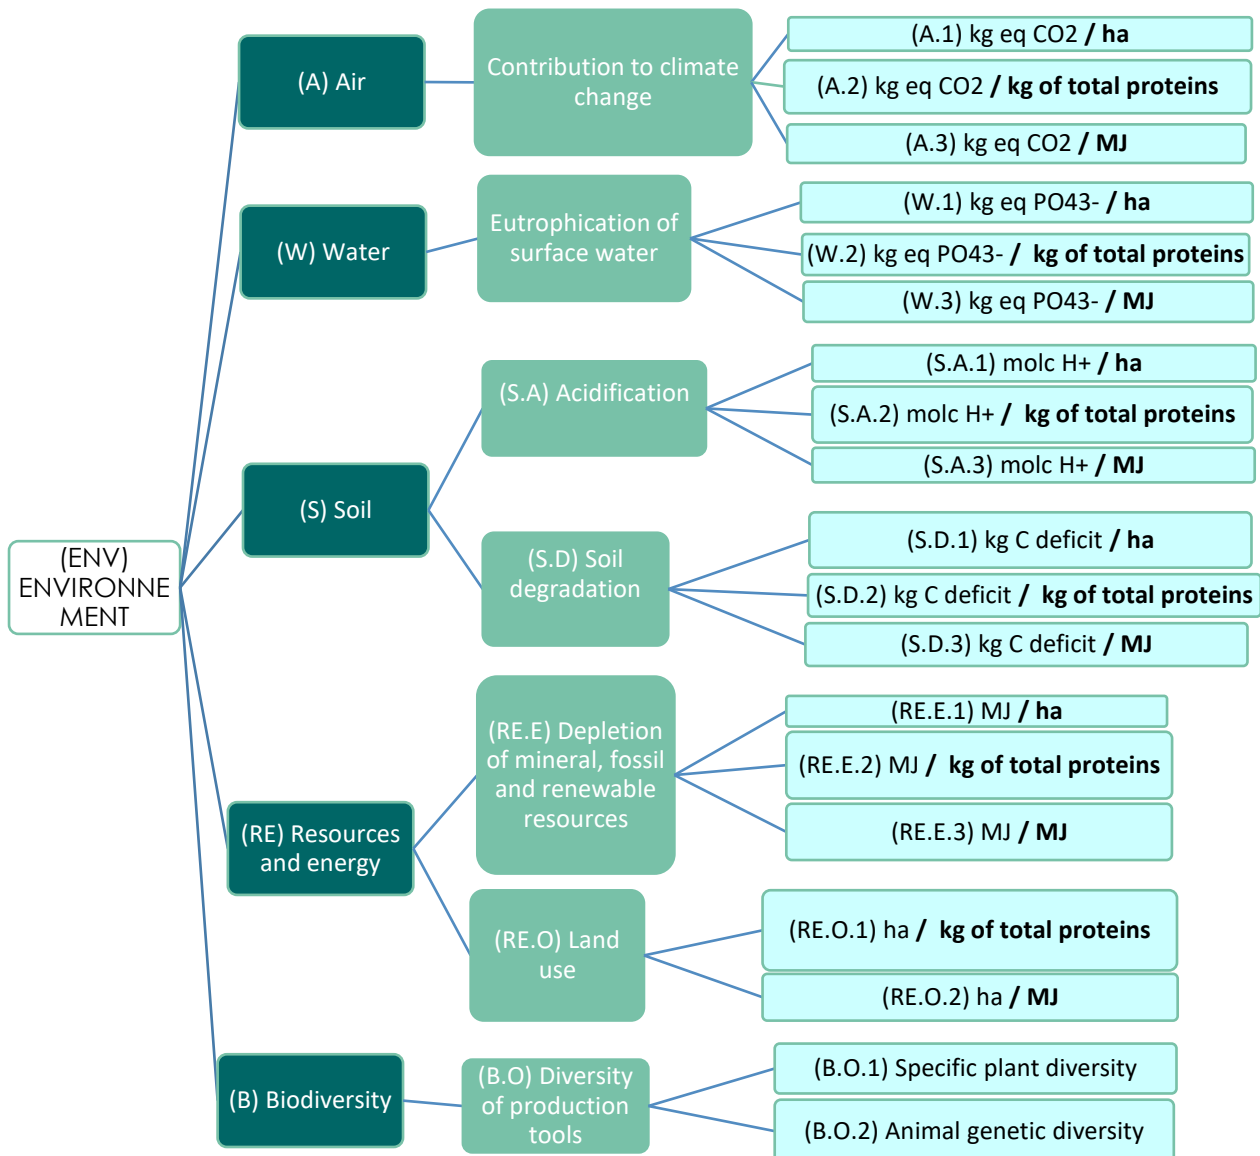 (A) Air
Contribution to climate
change
(A.1) kg eq CO2 / ha
(A.2) kg eq CO2 / kg of total proteins
(A.3) kg eq CO2 / MJ
(W) Water
Eutrophication of
surface water
(W.1) kg eq PO43- / ha
(W.2) kg eq PO43- / kg of total proteins
(W.3) kg eq PO43- / MJ
(ENV)
ENVIRONNE
MENT
(S) Soil
(S.A) Acidification
(S.A.1) molc H+ / ha
(S.A.2) molc H+ / kg of total proteins
(S.A.3) molc H+ / MJ
(S.D) Soil
degradation
(S.D.1) kg C deficit / ha
(S.D.2) kg C deficit / kg of total proteins
(S.D.3) kg C deficit / MJ
(RE) Resources
and energy
(RE.E) Depletion
of mineral, fossil
and renewable
resources
(RE.E.1) MJ / ha
(RE.E.2) MJ / kg of total proteins
(RE.E.3) MJ / MJ
(RE.O) Land
use
(RE.O.1) ha / kg of total proteins
(RE.O.2) ha / MJ
(B) Biodiversity
(B.O) Diversity
of production
tools
(B.O.1) Specific plant diversity
(B.O.2) Animal genetic diversity